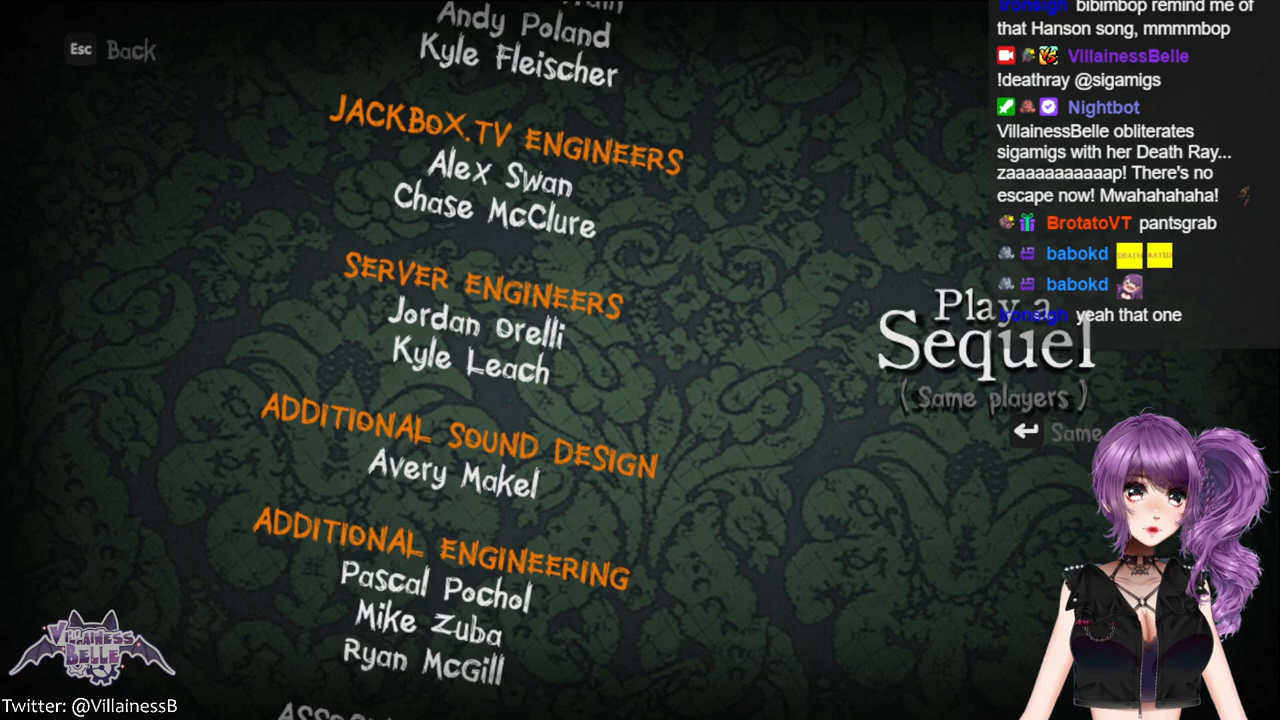 Esc Back
Andy Poland
Kyle Fleischer
JACKBOX.TV ENGINEERS
Alex Swan
Chase McClure
SERVER ENGINEERS
Jordan Orelli
Kyle Leach
ADDITIONAL SOUND DESIGN
Avery Makel
ADDITIONAL ENGINEERING
Pascal Pochol
Mike Zuba
Ryan McGill
Play a
Sequel
( Same players )
Same
Ironsigh bibimbop remind me of
that Hanson song, mmmmbop
VillainessBelle
!deathray @sigamigs
Nightbot
VillainessBelle obliterates
sigamigs with her Death Ray...
zaaaaaaaaaaap! There's no
escape now! Mwahahahaha!
BrotatoVT pantsgrab
babokd
babokd
Ironsigh yeah that one
VILLAINESS
BELLE
Twitter: @VillainessB